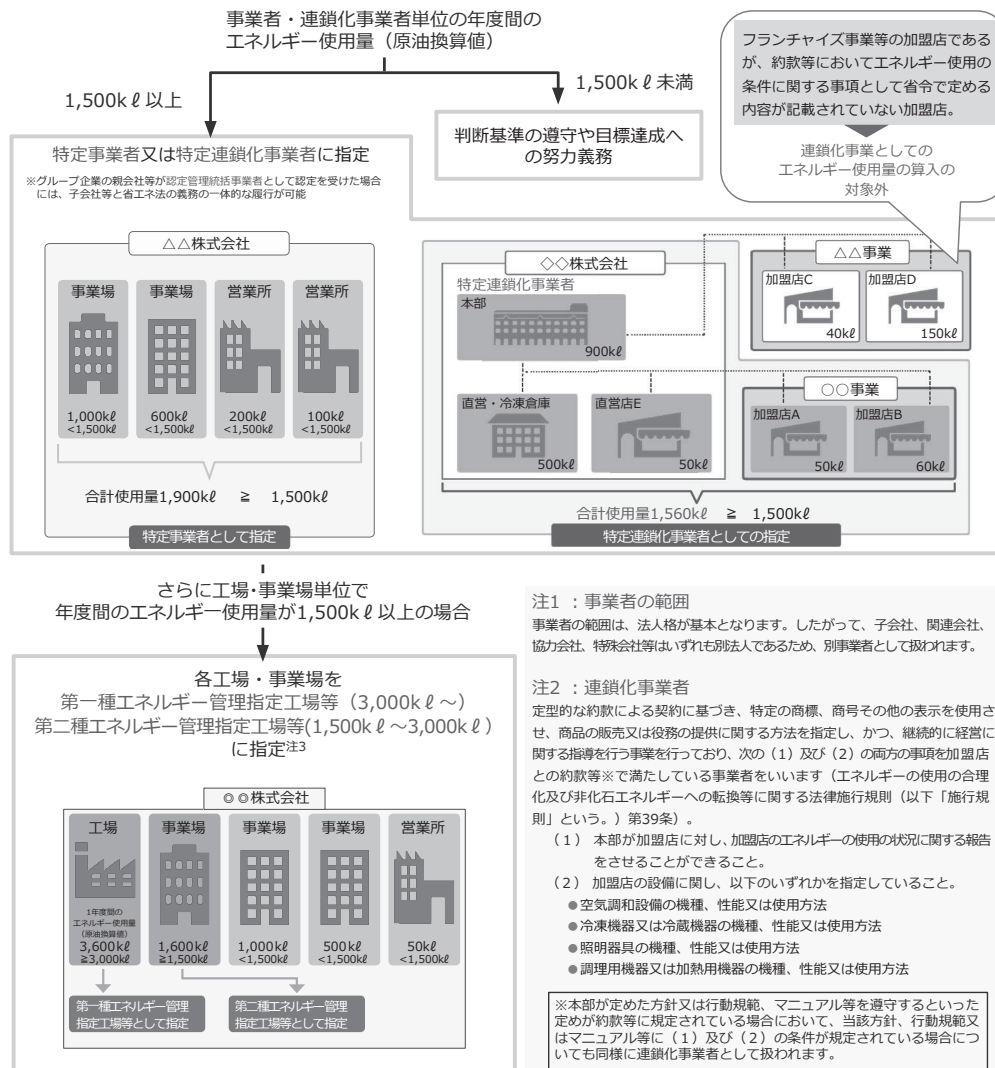 事業者・連鎖化事業者単位の年度間の
エネルギー使用量（原油換算値）
1,500kℓ以上
1,500kℓ未満
判断基準の遵守や目標達成へ
の努力義務
フランチャイズ事業等の加盟店である
が、約款等においてエネルギー使用の
条件に関する事項として省令で定める
内容が記載されていない加盟店。
連鎖化事業としての
エネルギー使用量の算入の
対象外
特定事業者又は特定連鎖化事業者に指定
※グループ企業の親会社等が認定管理統括事業者として認定を受けた場合
には、子会社等と省エネ法の義務の一体的な履行が可能
△△株式会社
事業場 事業場 営業所 営業所
1,000kℓ 600kℓ 200kℓ 100kℓ
<1,500kℓ <1,500kℓ <1,500kℓ <1,500kℓ
合計使用量1,900kℓ ≧ 1,500kℓ
特定事業者として指定
◇◇株式会社
特定連鎖化事業者
本部
900kℓ
直営・冷凍倉庫
500kℓ
直営店E
50kℓ
△△事業
加盟店C
40kℓ
加盟店D
150kℓ
〇〇事業
加盟店A
50kℓ
加盟店B
60kℓ
合計使用量1,560kℓ ≧ 1,500kℓ
特定連鎖化事業者としての指定
さらに工場･事業場単位で
年度間のエネルギー使用量が1,500kℓ以上の場合
各工場・事業場を
第一種エネルギー管理指定工場等（3,000kℓ～）
第二種エネルギー管理指定工場等(1,500kℓ～3,000kℓ)
に指定注3
◎◎株式会社
工場 事業場 事業場 事業場 営業所
1年度間の
エネルギー使用量
（原油換算値）
3,600kℓ 1,600kℓ 1,000kℓ 500kℓ 50kℓ
≧3,000kℓ ≧1,500kℓ <1,500kℓ <1,500kℓ <1,500kℓ
第一種エネルギー管理
指定工場等として指定
第二種エネルギー管理
指定工場等として指定
注1 ：事業者の範囲
事業者の範囲は、法人格が基本となります。したがって、子会社、関連会社、
協力会社、特殊会社等はいずれも別法人であるため、別事業者として扱われます。
注2 ：連鎖化事業者
定型的な約款による契約に基づき、特定の商標、商号その他の表示を使用さ
せ、商品の販売又は役務の提供に関する方法を指定し、かつ、継続的に経営に
関する指導を行う事業を行っており、次の（1）及び（2）の両方の事項を加盟店
との約款等※で満たしている事業者をいいます（エネルギーの使用の合理
化及び非化石エネルギーへの転換等に関する法律施行規則（以下「施行規
則」という。）第39条）。
（1） 本部が加盟店に対し、加盟店のエネルギーの使用の状況に関する報告
をさせることができること。
（2） 加盟店の設備に関し、以下のいずれかを指定していること。
●空気調和設備の機種、性能又は使用方法
●冷凍機器又は冷蔵機器の機種、性能又は使用方法
●照明器具の機種、性能又は使用方法
●調理用機器又は加熱用機器の機種、性能又は使用方法
※本部が定めた方針又は行動規範、マニュアル等を遵守するといった
定めが約款等に規定されている場合において、当該方針、行動規範又
はマニュアル等に（1）及び（2）の条件が規定されている場合につ
いても同様に連鎖化事業者として扱われます。